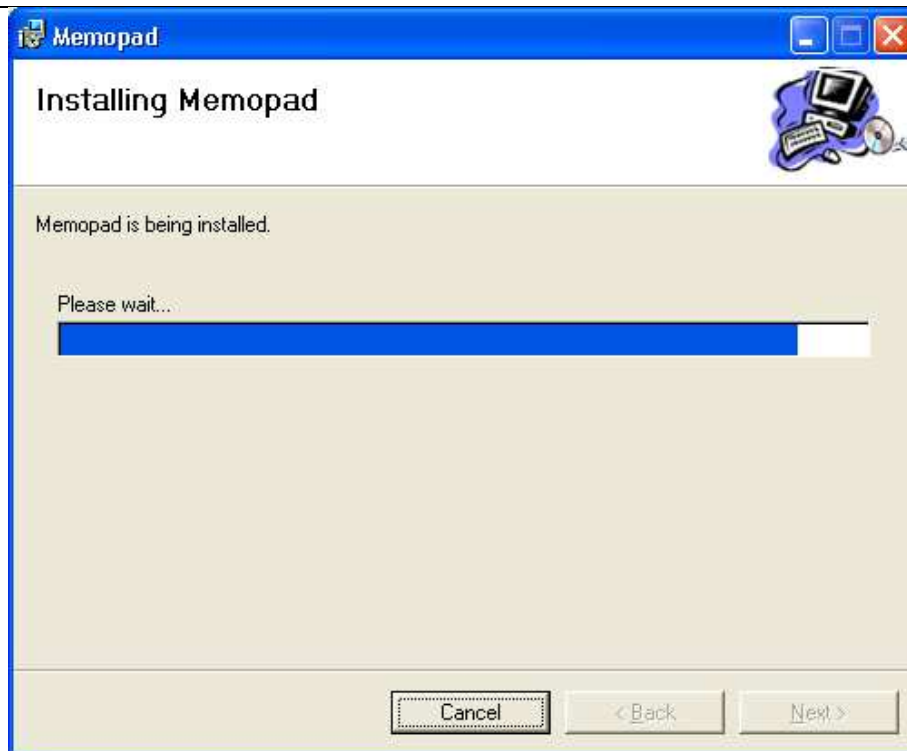 Memopad
Installing Memopad
Memopad is being installed.
Please wait...
Cancel
< Back
Next >